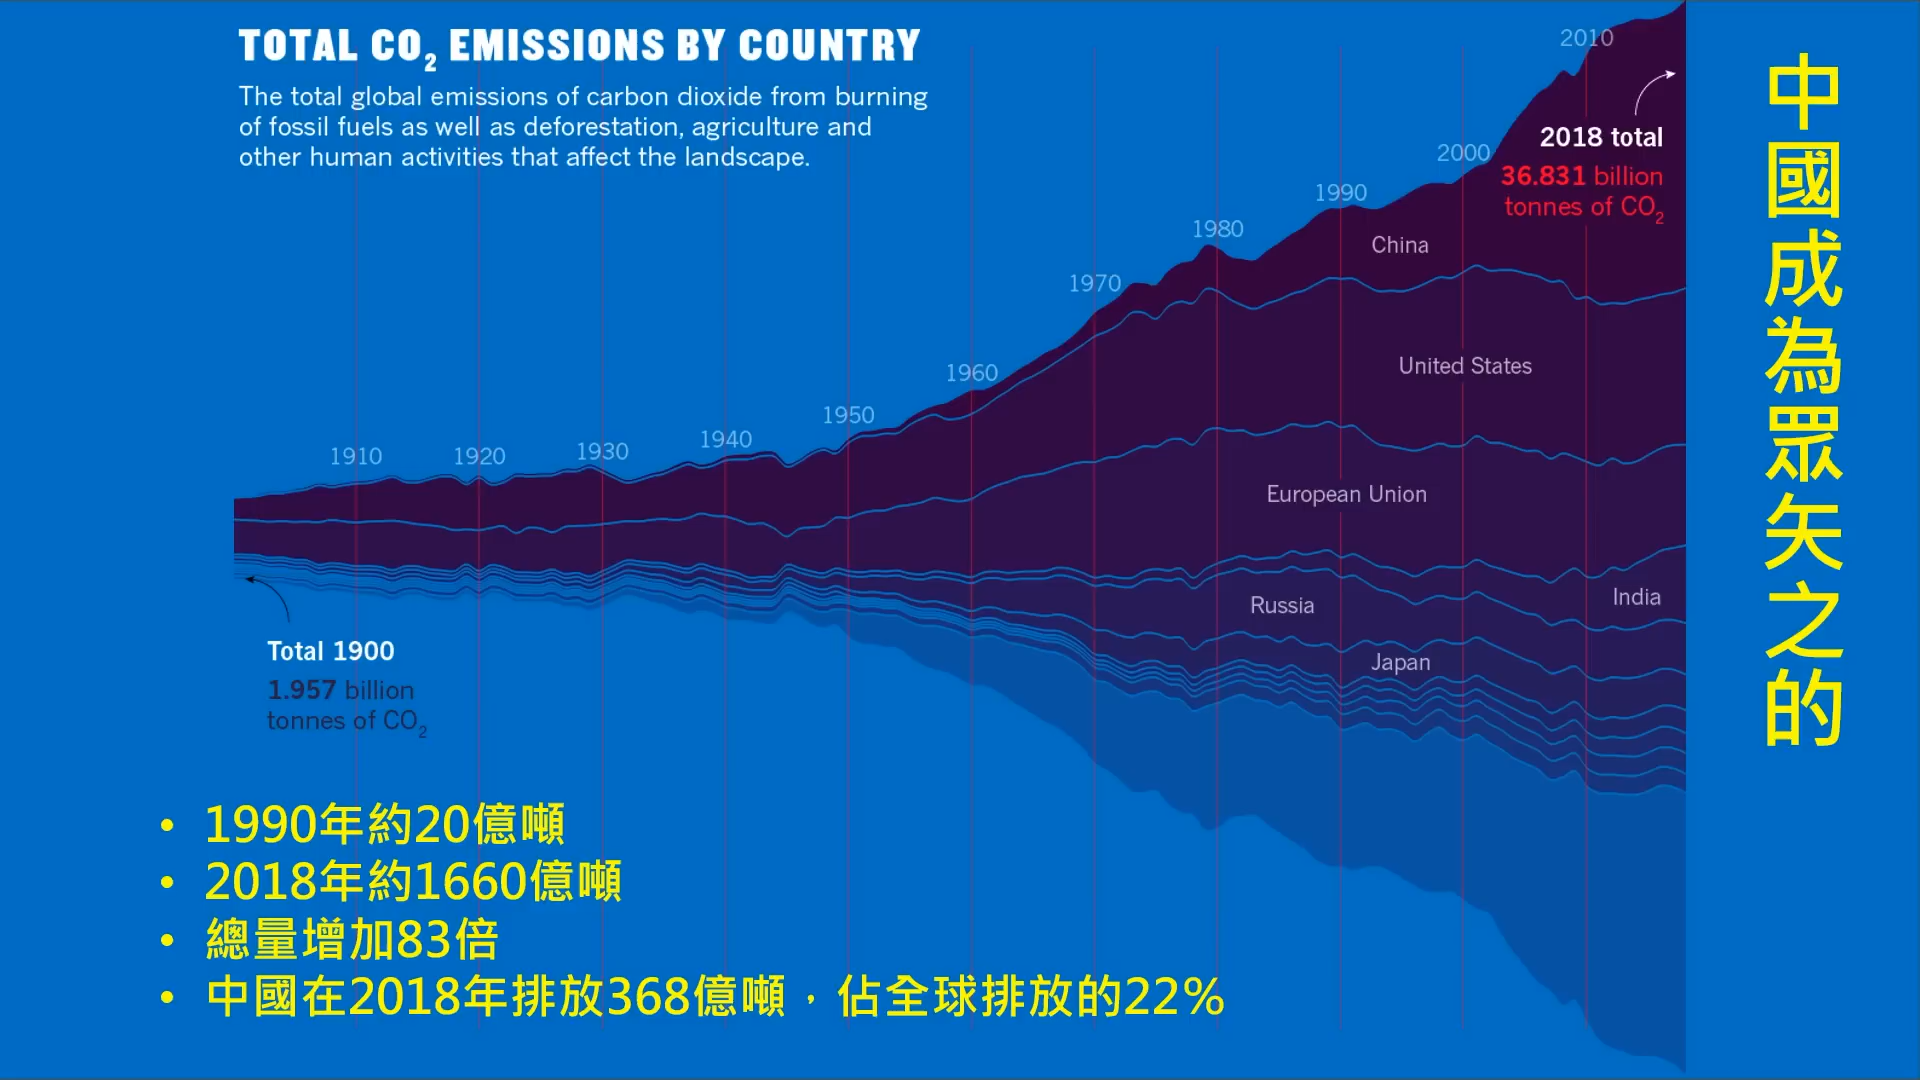 TOTAL CO₂ EMISSIONS BY COUNTRY
The total global emissions of carbon dioxide from burning
of fossil fuels as well as deforestation, agriculture and
other human activities that affect the landscape.
1910
1920
1930
1940
1950
1960
1970
1980
1990
2000
2010
2018 total
36.831 billion
tonnes of CO₂
China
United States
European Union
Russia
India
Japan
Total 1900
1.957 billion
tonnes of CO₂
中國成為眾矢之的
• 1990年約20億噸
• 2018年約1660億噸
• 總量增加83倍
• 中國在2018年排放368億噸，佔全球排放的22%